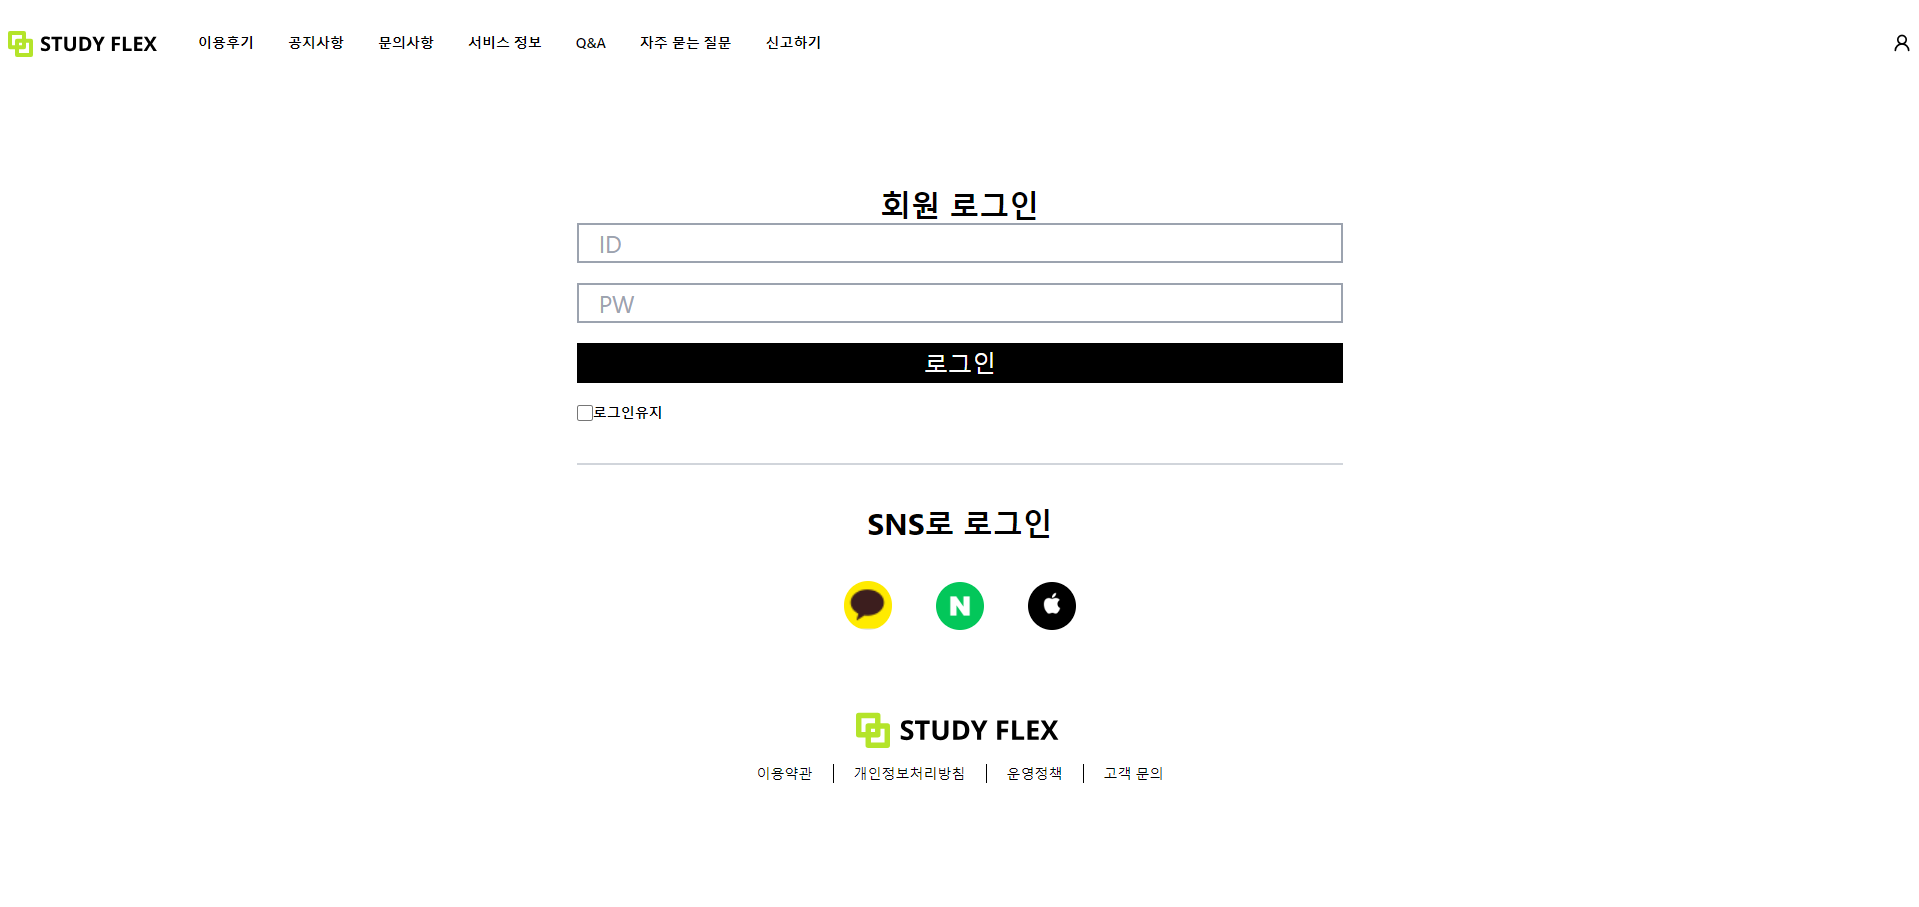 STUDY FLEX 이용후기 공지사항 문의사항 서비스 정보 Q&A 자주 묻는 질문 신고하기
회원 로그인
ID
PW
로그인
로그인유지
SNS로 로그인
N
STUDY FLEX
이용약관 개인정보처리방침 운영정책 고객 문의